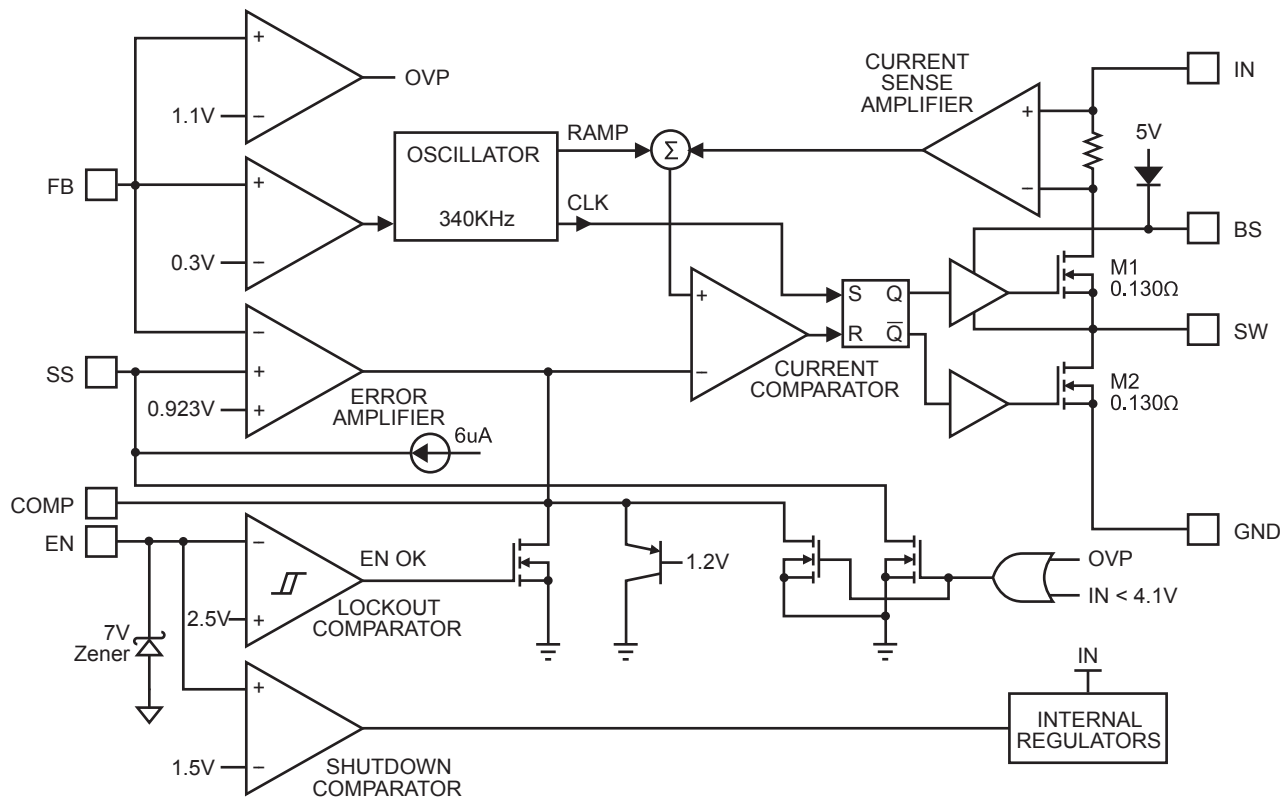 +
OVP
1.1V
−
CURRENT
SENSE
AMPLIFIER
+
−
IN
5V
OSCILLATOR
340KHz
RAMP
Σ
CLK
FB
+
0.3V
−
BS
M1
0.130Ω
S Q
R Q̅
+
−
CURRENT
COMPARATOR
SW
SS
−
+
0.923V
+
ERROR
AMPLIFIER
6uA
M2
0.130Ω
COMP
EN
GND
−
EN OK
2.5V
+
LOCKOUT
COMPARATOR
1.2V
OVP
IN < 4.1V
7V
Zener
+
1.5V
−
SHUTDOWN
COMPARATOR
IN
INTERNAL
REGULATORS